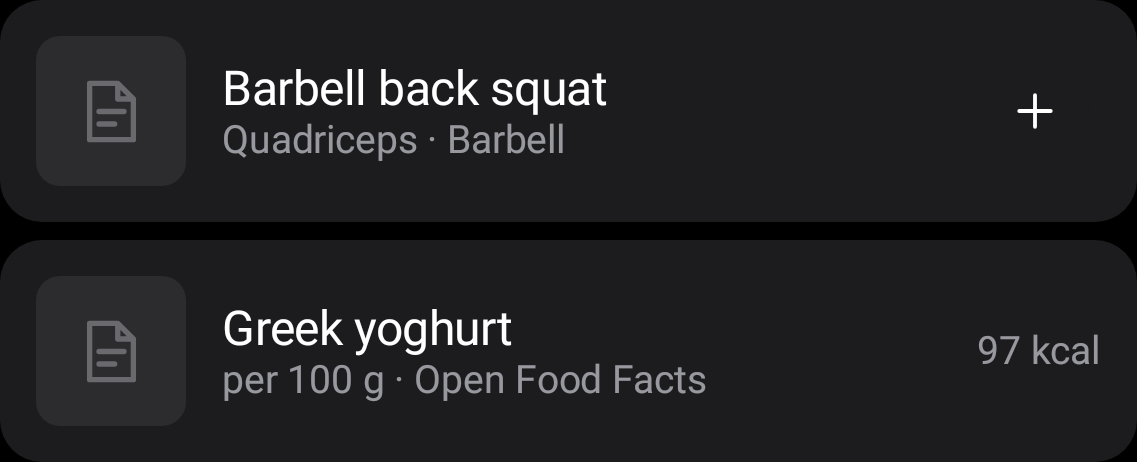 Barbell back squat
Quadriceps · Barbell
Greek yoghurt
per 100 g · Open Food Facts
97 kcal